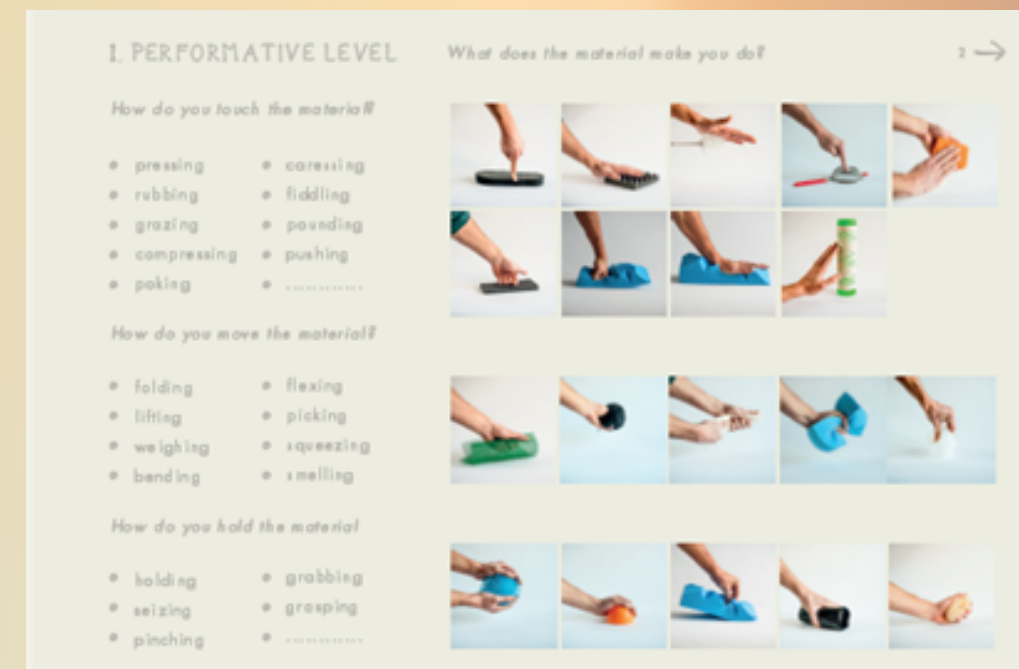 1. PERFORMATIVE LEVEL
What does the material make you do?
2
How do you touch the material?
pressing
rubbing
grazing
compressing
poking
caressing
fiddling
pounding
pushing
............
How do you move the material?
folding
lifting
weighing
bending
flexing
picking
squeezing
smelling
How do you hold the material
holding
seizing
pinching
grabbing
grasping
............